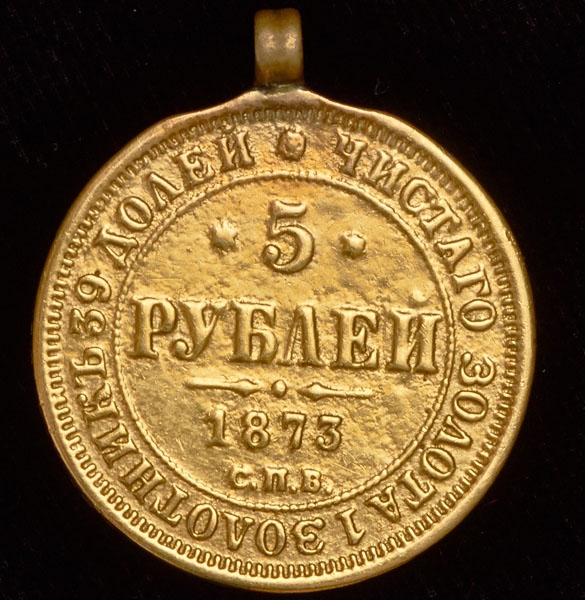 ЧИСТАГО ЗОЛОТА 1 ЗОЛОТНИКЪ 39 ДОЛЕЙ
5
РУБЛЕЙ
1873
С.П.Б.